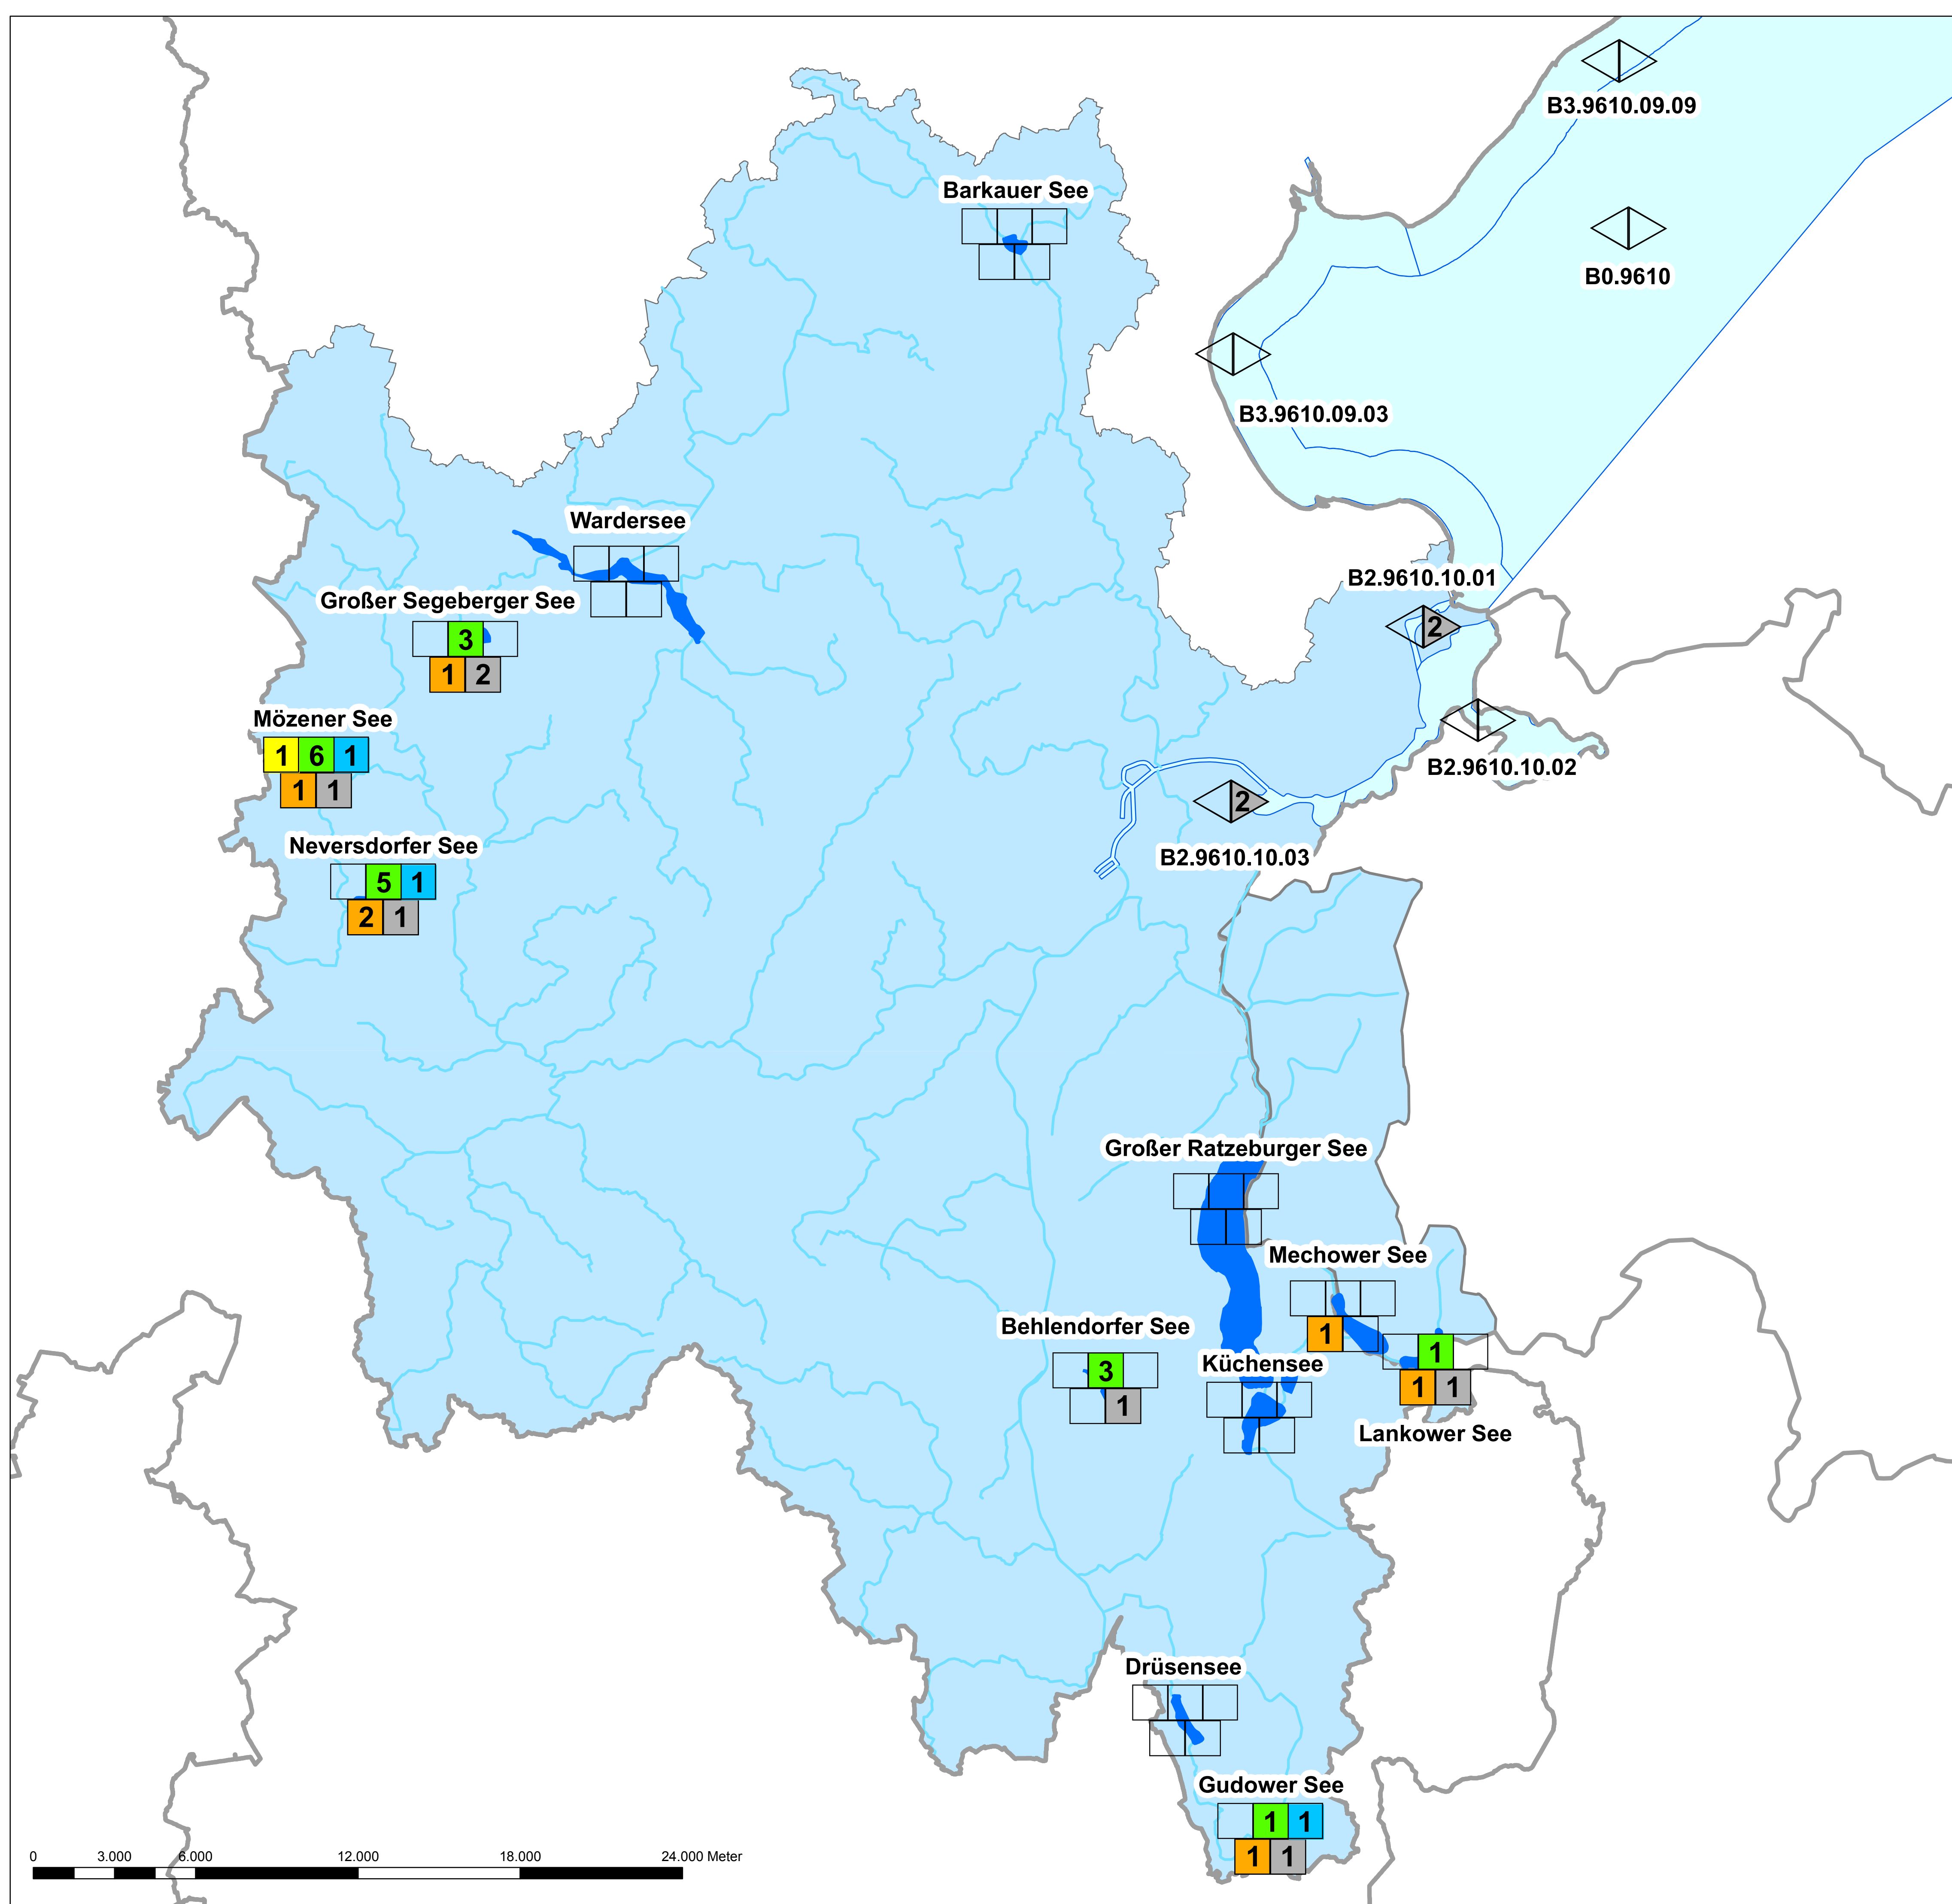 B3.9610.09.09
Barkauer See
B0.9610
B3.9610.09.03
Wardersee
B2.9610.10.01
2
Großer Segeberger See
3
1 2
Mözener See
1 6 1
1 1
B2.9610.10.02
2
B2.9610.10.03
Neversdorfer See
5 1
2 1
Großer Ratzeburger See
Mechower See
1
Behlendorfer See
3
1
Küchensee
1
1 1
Lankower See
Drüsensee
Gudower See
1 1
1 1
0 3.000 6.000 12.000 18.000 24.000 Meter